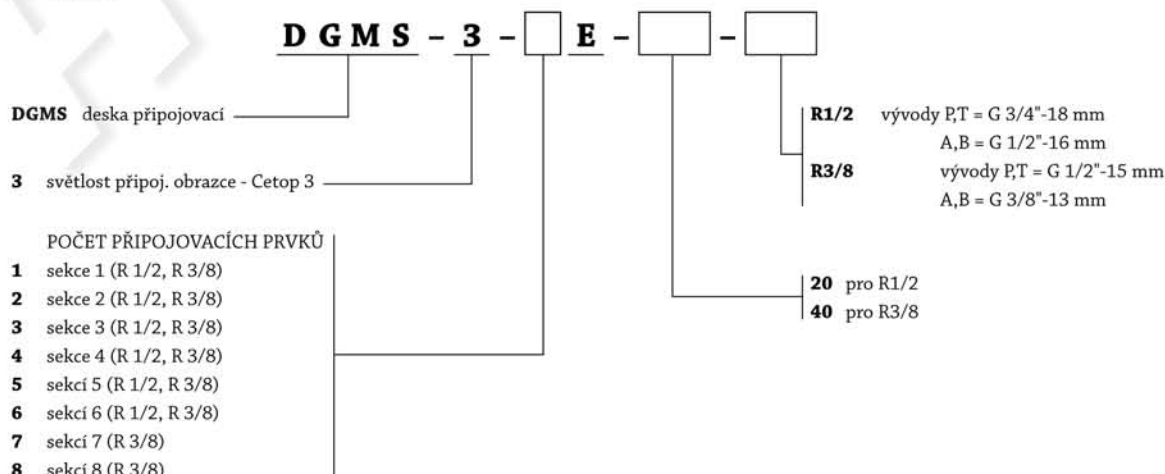 DGMS - 3 - E - -
DGMS deska připojovací
3 světlost připoj. obrazce - Cetop 3
POČET PŘIPOJOVACÍCH PRVKŮ
1 sekce 1 (R 1/2, R 3/8)
2 sekce 2 (R 1/2, R 3/8)
3 sekce 3 (R 1/2, R 3/8)
4 sekce 4 (R 1/2, R 3/8)
5 sekcí 5 (R 1/2, R 3/8)
6 sekcí 6 (R 1/2, R 3/8)
7 sekcí 7 (R 3/8)
8 sekcí 8 (R 3/8)
R1/2 vývody P,T = G 3/4"-18 mm
A,B = G 1/2"-16 mm
R3/8 vývody P,T = G 1/2"-15 mm
A,B = G 3/8"-13 mm
20 pro R1/2
40 pro R3/8